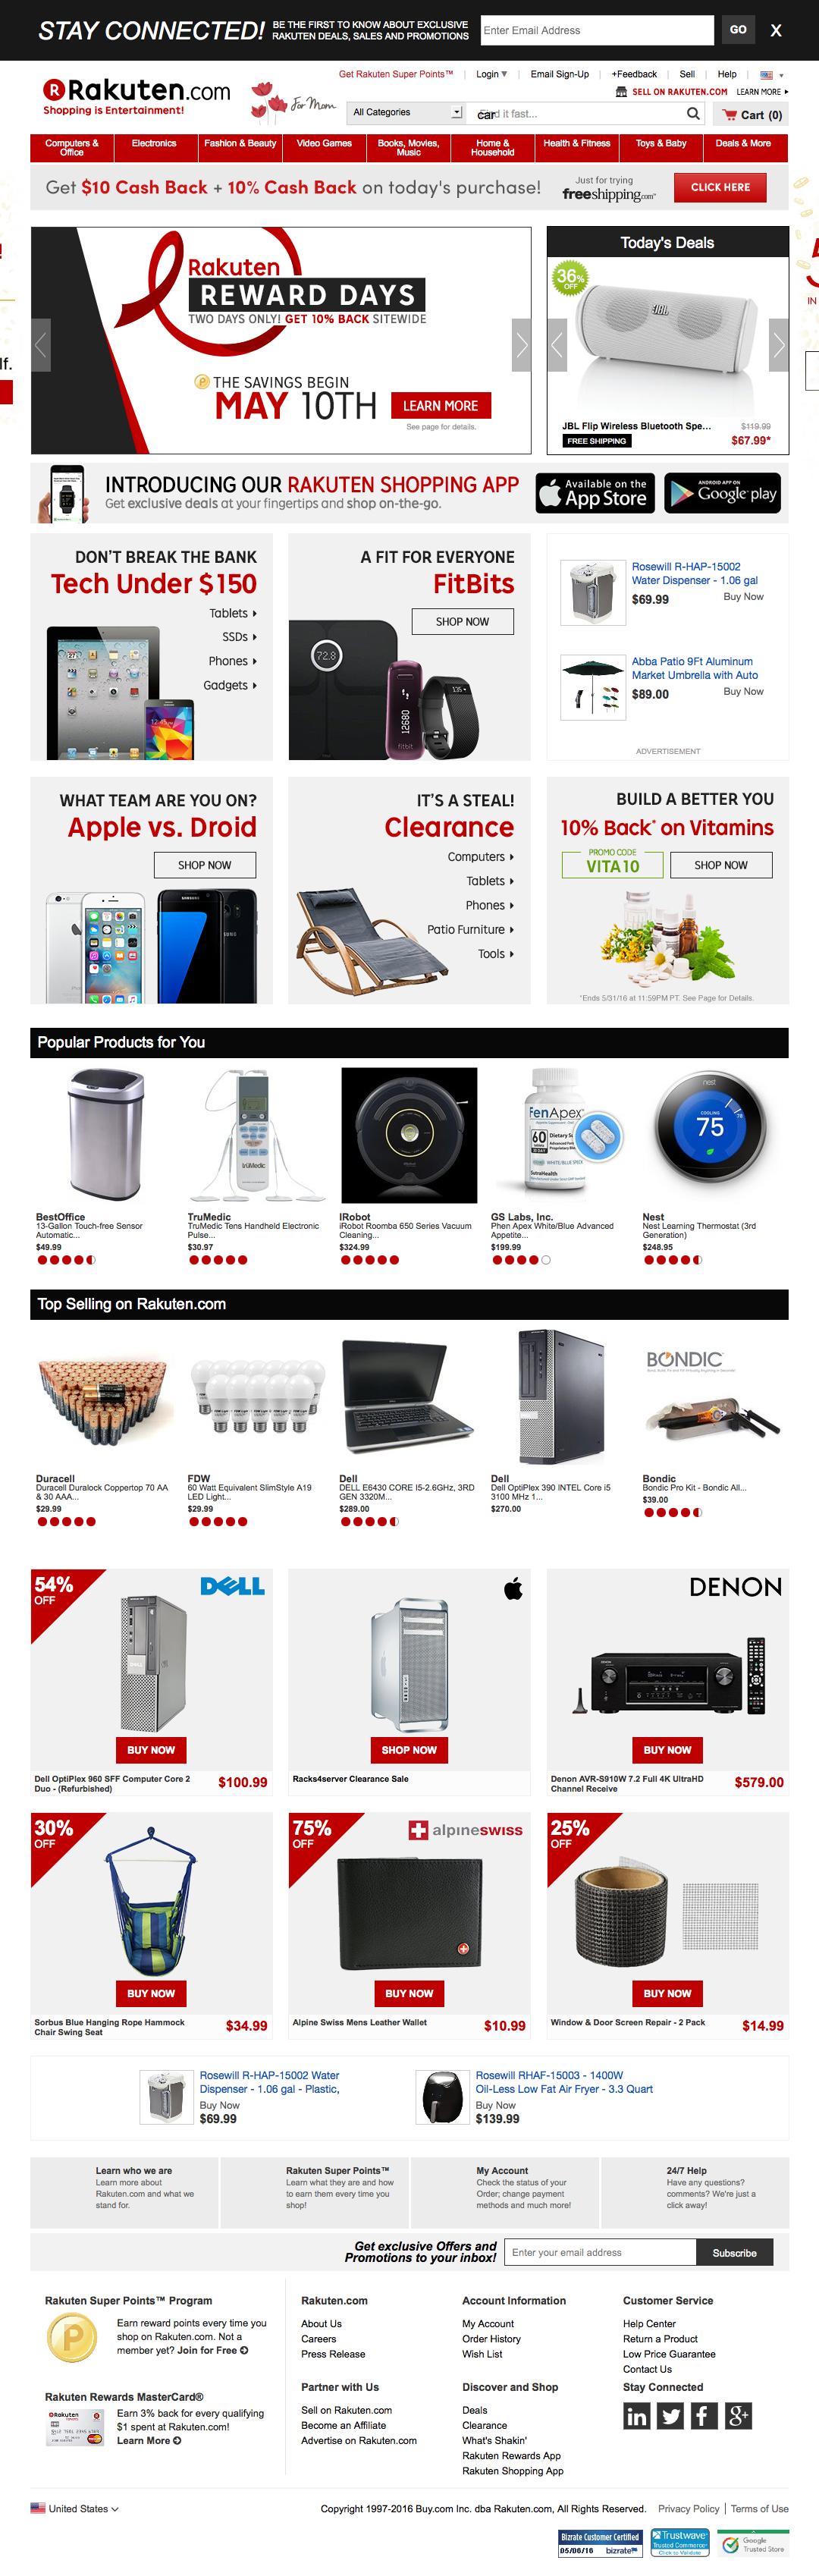 STAY CONNECTED!
BE THE FIRST TO KNOW ABOUT EXCLUSIVE
RAKUTEN DEALS, SALES AND PROMOTIONS
Enter Email Address
GO
X
Get Rakuten Super Points™
Login
Email Sign-Up
+Feedback
Sell
Help
Rakuten.com
Shopping is Entertainment!
For Mom
SELL ON RAKUTEN.COM
LEARN MORE
All Categories
car
Find it fast...
Cart (0)
Computers &
Office
Electronics
Fashion & Beauty
Video Games
Books, Movies,
Music
Home &
Household
Health & Fitness
Toys & Baby
Deals & More
Get $10 Cash Back + 10% Cash Back on today's purchase!
Just for trying
freeshipping.com
CLICK HERE
Rakuten
REWARD DAYS
TWO DAYS ONLY! GET 10% BACK SITEWIDE
THE SAVINGS BEGIN
MAY 10TH
LEARN MORE
See page for details.
Today's Deals
36%
OFF
JBL
JBL Flip Wireless Bluetooth Spe...
$119.99
FREE SHIPPING
$67.99*
!
lf.
5
IN
INTRODUCING OUR RAKUTEN SHOPPING APP
Get exclusive deals at your fingertips and shop on-the-go.
Available on the
App Store
ANDROID APP ON
Google play
DON'T BREAK THE BANK
Tech Under $150
Tablets
SSDs
Phones
Gadgets
A FIT FOR EVERYONE
FitBits
SHOP NOW
72.8
12680
fitbit
135
Rosewill R-HAP-15002
Water Dispenser - 1.06 gal
$69.99
Buy Now
Abba Patio 9Ft Aluminum
Market Umbrella with Auto
$89.00
Buy Now
ADVERTISEMENT
WHAT TEAM ARE YOU ON?
Apple vs. Droid
SHOP NOW
SAMSUNG
IT'S A STEAL!
Clearance
Computers
Tablets
Phones
Patio Furniture
Tools
BUILD A BETTER YOU
10% Back* on Vitamins
PROMO CODE
VITA10
SHOP NOW
*Ends 5/31/16 at 11:59PM PT. See Page for Details.
Popular Products for You
truMedic
FenApex
60
Dietary
WHITE/BLUE SPECK
SutraHealth
nest
COOLING
75
78
BestOffice
13-Gallon Touch-free Sensor
Automatic...
$49.99
TruMedic
TruMedic Tens Handheld Electronic
Pulse...
$30.97
IRobot
iRobot Roomba 650 Series Vacuum
Cleaning...
$324.99
GS Labs, Inc.
Phen Apex White/Blue Advanced
Appetite...
$199.99
Nest
Nest Learning Thermostat (3rd
Generation)
$248.95
Top Selling on Rakuten.com
BONDIC
Duracell
Duracell Duralock Coppertop 70 AA
& 30 AAA...
$29.99
FDW
60 Watt Equivalent SlimStyle A19
LED Light...
$29.99
Dell
DELL E6430 CORE I5-2.6GHz, 3RD
GEN 3320M...
$289.00
Dell
Dell OptiPlex 390 INTEL Core i5
3100 MHz 1...
$270.00
Bondic
Bondic Pro Kit - Bondic All...
$39.00
54%
OFF
DELL
BUY NOW
Dell OptiPlex 960 SFF Computer Core 2
Duo - (Refurbished)
$100.99
SHOP NOW
Racks4server Clearance Sale
DENON
BUY NOW
Denon AVR-S910W 7.2 Full 4K UltraHD
Channel Receive
$579.00
30%
OFF
BUY NOW
Sorbus Blue Hanging Rope Hammock
Chair Swing Seat
$34.99
75%
OFF
alpineswiss
BUY NOW
Alpine Swiss Mens Leather Wallet
$10.99
25%
OFF
BUY NOW
Window & Door Screen Repair - 2 Pack
$14.99
Rosewill R-HAP-15002 Water
Dispenser - 1.06 gal - Plastic,
Buy Now
$69.99
Rosewill RHAF-15003 - 1400W
Oil-Less Low Fat Air Fryer - 3.3 Quart
Buy Now
$139.99
Learn who we are
Learn more about
Rakuten.com and what we
stand for.
Rakuten Super Points™
Learn what they are and how
to earn them every time you
shop!
My Account
Check the status of your
Order; change payment
methods and much more!
24/7 Help
Have any questions?
comments? We're just a
click away!
Get exclusive Offers and
Promotions to your inbox!
Enter your email address
Subscribe
Rakuten Super Points™ Program
P
Earn reward points every time you
shop on Rakuten.com. Not a
member yet? Join for Free
Rakuten Rewards MasterCard®
Earn 3% back for every qualifying
$1 spent at Rakuten.com!
Learn More
Rakuten.com
About Us
Careers
Press Release
Partner with Us
Sell on Rakuten.com
Become an Affiliate
Advertise on Rakuten.com
Account Information
My Account
Order History
Wish List
Discover and Shop
Deals
Clearance
What's Shakin'
Rakuten Rewards App
Rakuten Shopping App
Customer Service
Help Center
Return a Product
Low Price Guarantee
Contact Us
Stay Connected
United States
Copyright 1997-2016 Buy.com Inc. dba Rakuten.com, All Rights Reserved.
Privacy Policy
Terms of Use
Bizrate Customer Certified
05/06/16
bizrate
Trustwave
Trusted Commerce
Click to Validate
Google
Trusted Store